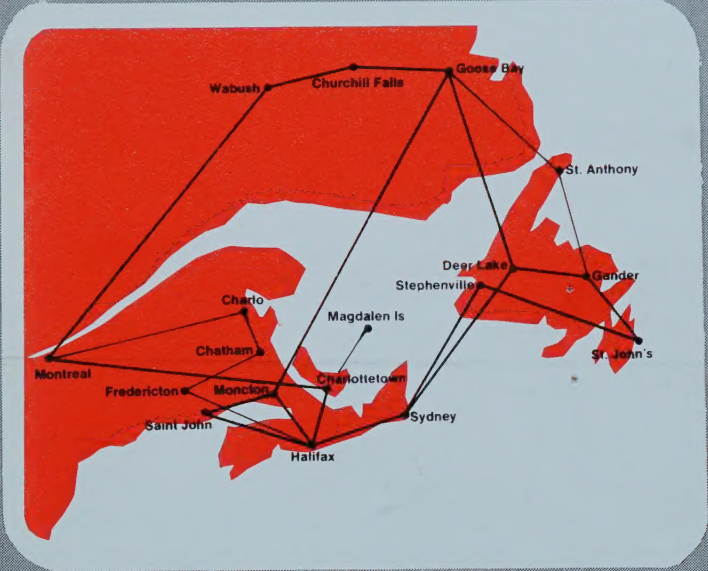 Goose Bay
Wabush
Churchill Falls
St. Anthony
Deer Lake
Gander
Stephenville
Charlo
Magdalen Is
Chatham
St. John's
Montreal
Charlottetown
Fredericton
Moncton
Saint John
Sydney
Halifax